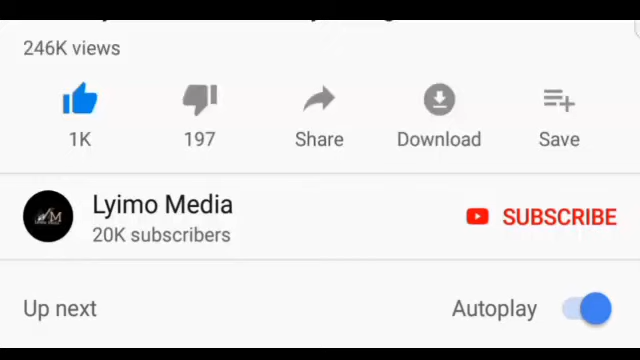 246K views
1K
197
Share
Download
Save
Lyimo Media
20K subscribers
SUBSCRIBE
Up next
Autoplay